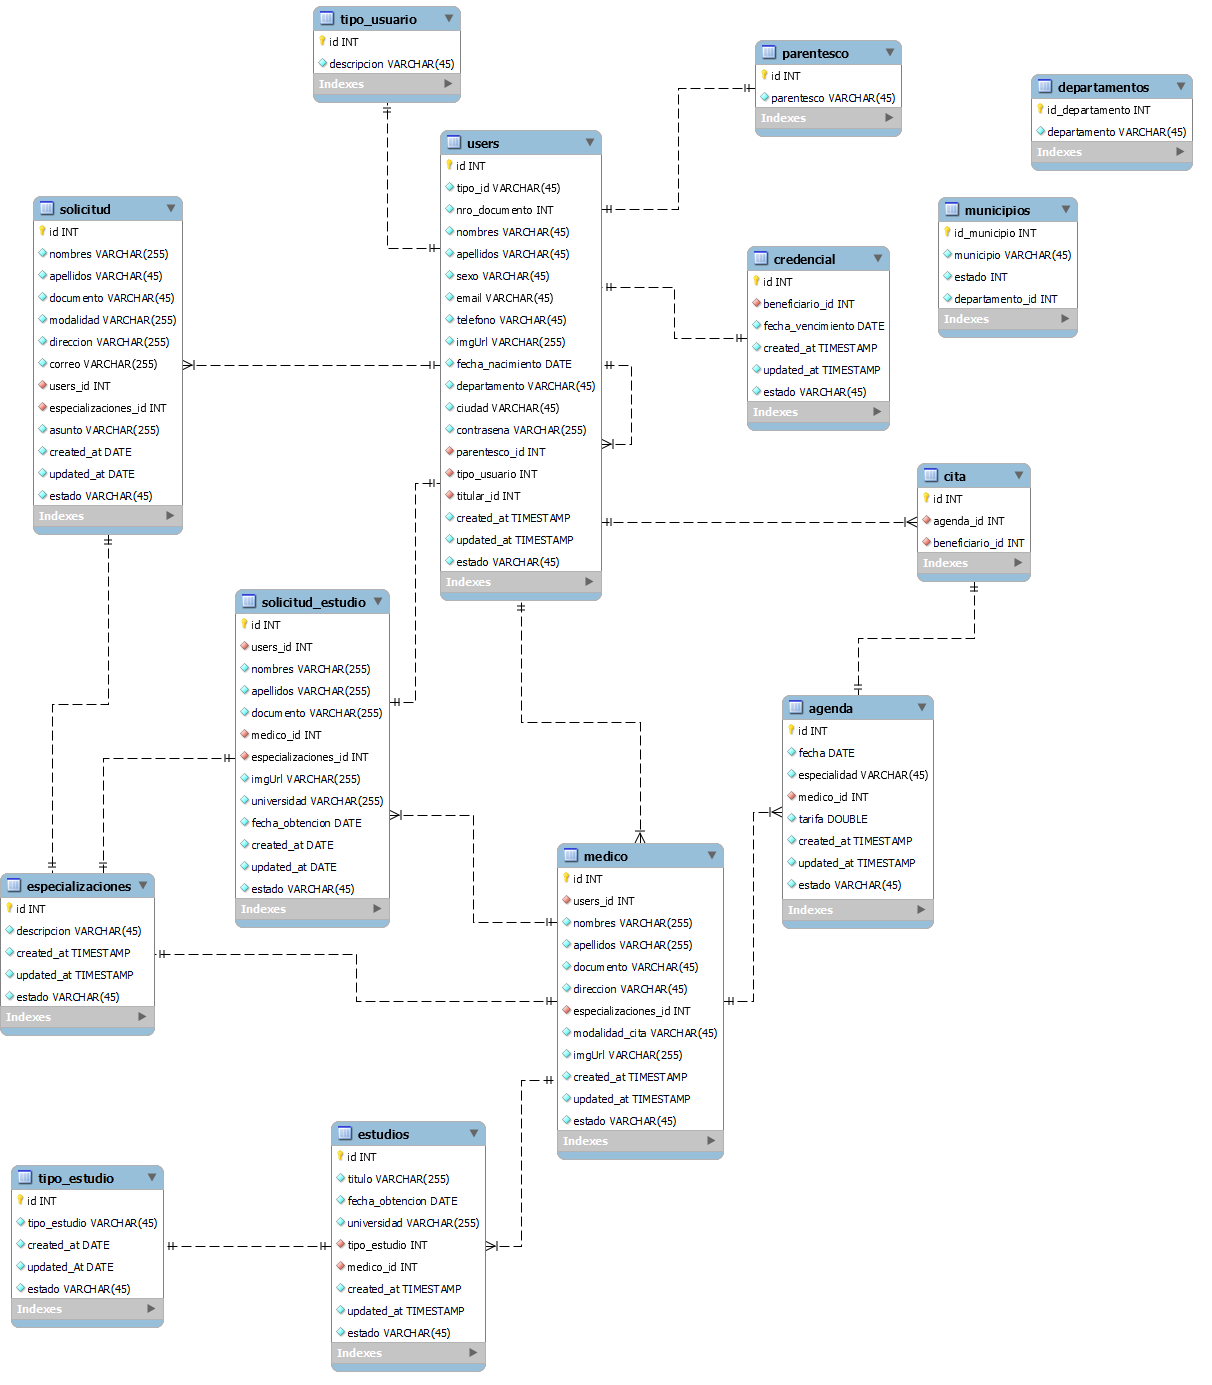 tipo_usuario
id INT
descripcion VARCHAR(45)
Indexes
parentesco
id INT
parentesco VARCHAR(45)
Indexes
departamentos
id_departamento INT
departamento VARCHAR(45)
Indexes
users
id INT
tipo_id VARCHAR(45)
nro_documento INT
nombres VARCHAR(45)
apellidos VARCHAR(45)
sexo VARCHAR(45)
email VARCHAR(45)
telefono VARCHAR(45)
imgUrl VARCHAR(255)
fecha_nacimiento DATE
departamento VARCHAR(45)
ciudad VARCHAR(45)
contrasena VARCHAR(255)
parentesco_id INT
tipo_usuario INT
titular_id INT
created_at TIMESTAMP
updated_at TIMESTAMP
estado VARCHAR(45)
Indexes
solicitud
id INT
nombres VARCHAR(255)
apellidos VARCHAR(45)
documento VARCHAR(45)
modalidad VARCHAR(255)
direccion VARCHAR(255)
correo VARCHAR(255)
users_id INT
especializaciones_id INT
asunto VARCHAR(255)
created_at DATE
updated_at DATE
estado VARCHAR(45)
Indexes
municipios
id_municipio INT
municipio VARCHAR(45)
estado INT
departamento_id INT
Indexes
credencial
id INT
beneficiario_id INT
fecha_vencimiento DATE
created_at TIMESTAMP
updated_at TIMESTAMP
estado VARCHAR(45)
Indexes
cita
id INT
agenda_id INT
beneficiario_id INT
Indexes
solicitud_estudio
id INT
users_id INT
nombres VARCHAR(255)
apellidos VARCHAR(255)
documento VARCHAR(255)
medico_id INT
especializaciones_id INT
imgUrl VARCHAR(255)
universidad VARCHAR(255)
fecha_obtencion DATE
created_at DATE
updated_at DATE
estado VARCHAR(45)
Indexes
agenda
id INT
fecha DATE
especialidad VARCHAR(45)
medico_id INT
tarifa DOUBLE
created_at TIMESTAMP
updated_at TIMESTAMP
estado VARCHAR(45)
Indexes
medico
id INT
users_id INT
nombres VARCHAR(255)
apellidos VARCHAR(255)
documento VARCHAR(45)
direccion VARCHAR(45)
especializaciones_id INT
modalidad_cita VARCHAR(45)
imgUrl VARCHAR(255)
created_at TIMESTAMP
updated_at TIMESTAMP
estado VARCHAR(45)
Indexes
especializaciones
id INT
descripcion VARCHAR(45)
created_at TIMESTAMP
updated_at TIMESTAMP
estado VARCHAR(45)
Indexes
estudios
id INT
titulo VARCHAR(255)
fecha_obtencion DATE
universidad VARCHAR(255)
tipo_estudio INT
medico_id INT
created_at TIMESTAMP
updated_at TIMESTAMP
estado VARCHAR(45)
Indexes
tipo_estudio
id INT
tipo_estudio VARCHAR(45)
created_at DATE
updated_At DATE
estado VARCHAR(45)
Indexes